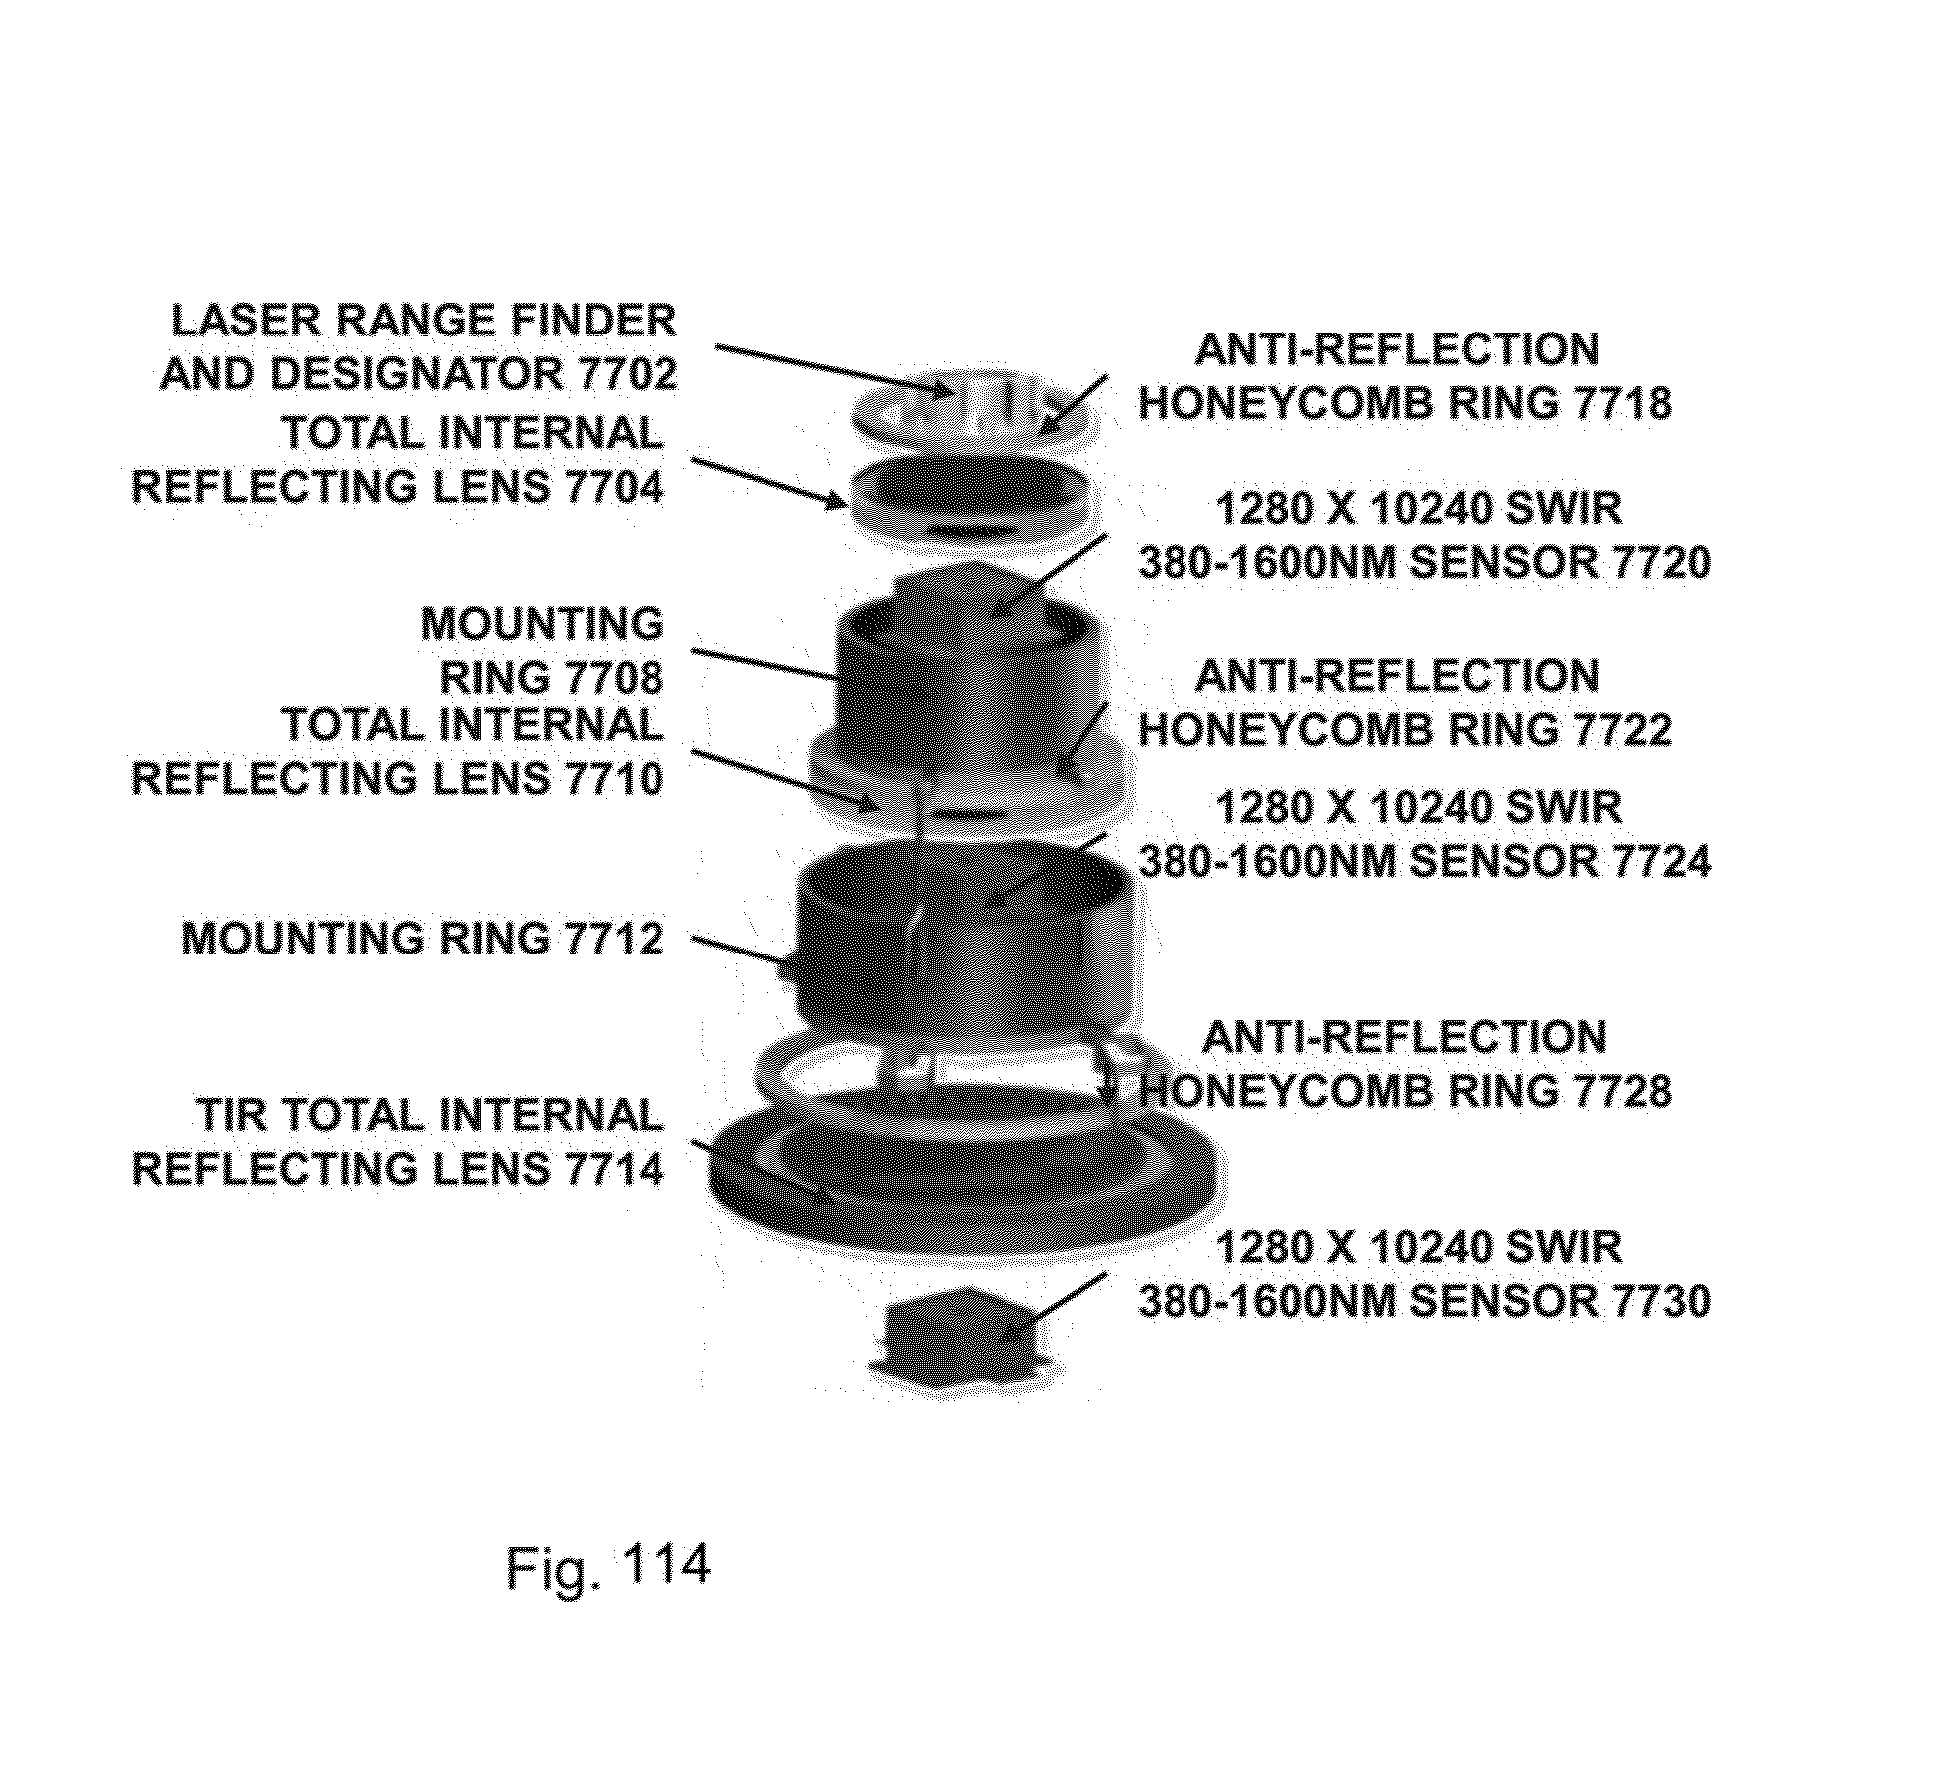 LASER RANGE FINDER
AND DESIGNATOR 7702
TOTAL INTERNAL
REFLECTING LENS 7704
MOUNTING
RING 7708
TOTAL INTERNAL
REFLECTING LENS 7710
MOUNTING RING 7712
TIR TOTAL INTERNAL
REFLECTING LENS 7714
ANTI-REFLECTION
HONEYCOMB RING 7718
1280 X 10240 SWIR
380-1600NM SENSOR 7720
ANTI-REFLECTION
HONEYCOMB RING 7722
1280 X 10240 SWIR
380-1600NM SENSOR 7724
ANTI-REFLECTION
HONEYCOMB RING 7728
1280 X 10240 SWIR
380-1600NM SENSOR 7730
Fig. 114